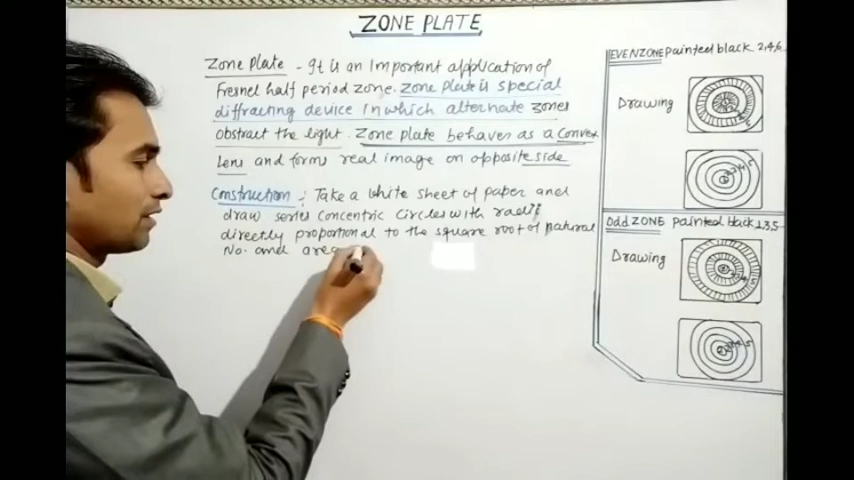 ZONE PLATE
Zone Plate - It is an Important application of
Fresnel half period zone. Zone plate is special
diffracting device in which alternate zones
obstruct the light. Zone plate behaves as a Convex
Lens and forms real image on opposite side
Construction : Take a white sheet of paper and
draw series concentric circles with radii
directly proportional to the square root of natural
No. and area
EVEN ZONE painted black 2,4,6
Drawing
Odd ZONE painted black 1,3,5
Drawing